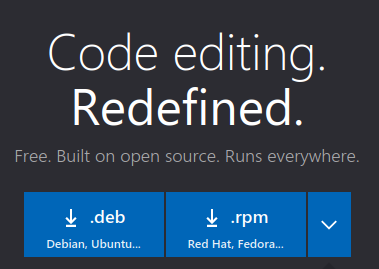 Code editing.
Redefined.
Free. Built on open source. Runs everywhere.
.deb
Debian, Ubuntu...
.rpm
Red Hat, Fedora...